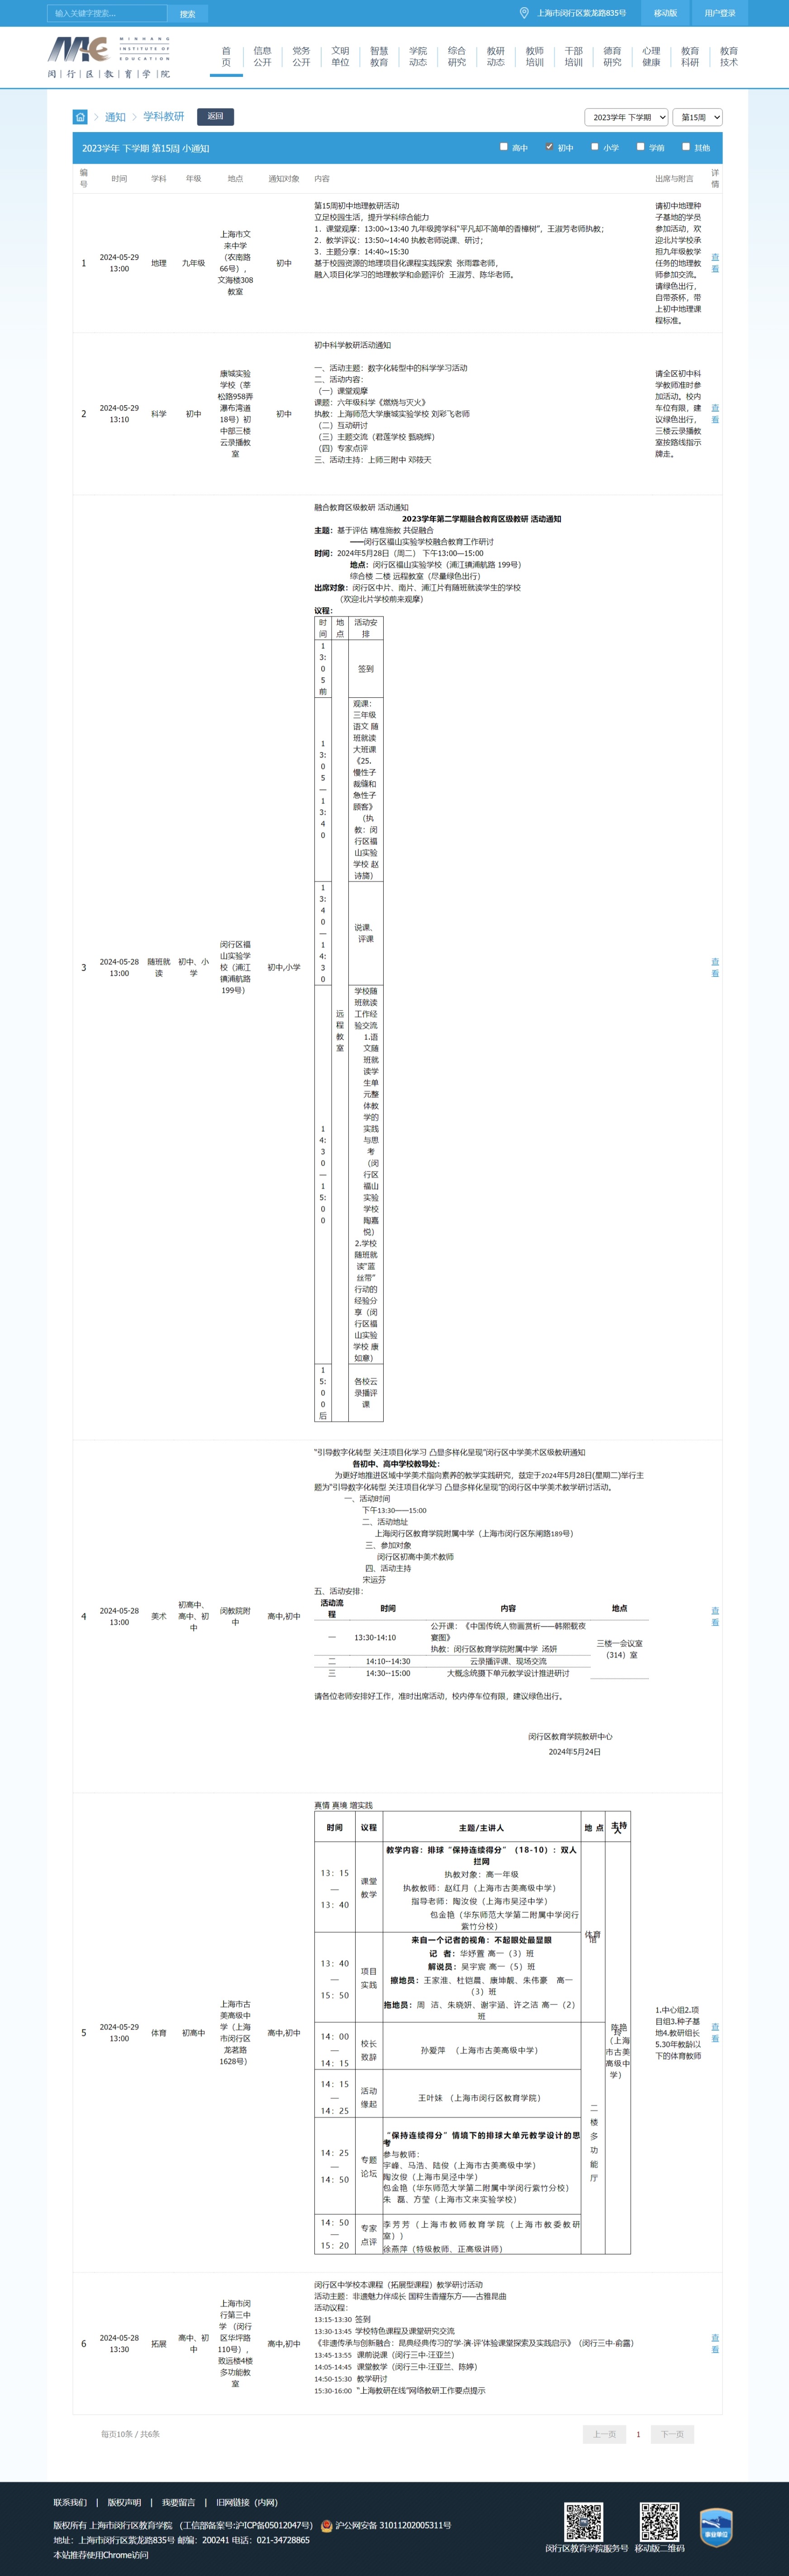 输入关键字搜索...
搜索
上海市闵行区紫龙路835号
移动版
用户登录
MINHANG
INSTITUTE OF
EDUCATION
闵|行|区|教|育|学|院
首页
信息公开
党务公开
文明单位
智慧教育
学院动态
综合研究
教研动态
教师培训
干部培训
德育研究
心理健康
教育科研
教育技术
通知
学科教研
返回
2023学年 下学期
第15周
2023学年 下学期 第15周 小通知
高中
初中
小学
学前
其他
编号 时间 学科 年级 地点 通知对象 内容 出席与附言 详情
1
2024-05-29
13:00
地理
九年级
上海市文
来中学
(农南路
66号),
文海楼308
教室
初中
第15周初中地理教研活动
立足校园生活,提升学科综合能力
1、课堂观摩:13:00~13:40 九年级跨学科“平凡却不简单的香樟树”,王淑芳老师执教;
2、教学评议:13:50~14:40 执教老师说课、研讨;
3、主题分享:14:40~15:30
基于校园资源的地理项目化课程实践探索 张雨霏老师,
融入项目化学习的地理教学和命题评价 王淑芳、陈华老师。
请初中地理种
子基地的学员
参加活动,欢
迎北片学校承
担九年级教学
任务的地理教
师参加交流。
请绿色出行,
自带茶杯,带
上初中地理课
程标准。
查看
2
2024-05-29
13:10
科学
初中
康城实验
学校(莘
松路958弄
瀑布湾道
18号)初
中部三楼
云录播教
室
初中
初中科学教研活动通知
一、活动主题:数字化转型中的科学学习活动
二、活动内容:
(一)课堂观摩
课题:六年级科学《燃烧与灭火》
执教:上海师范大学康城实验学校 刘彩飞老师
(二)互动研讨
(三)主题交流(君莲学校 甄晓辉)
(四)专家点评
三、活动主持:上师三附中 邓筱天
请全区初中科
学教师准时参
加活动。校内
车位有限,建
议绿色出行,
三楼云录播教
室按路线指示
牌走。
查看
3
2024-05-28
13:00
随班就
读
初中、小
学
闵行区福
山实验学
校(浦江
镇浦航路
199号)
初中,小学
融合教育区级教研 活动通知
2023学年第二学期融合教育区级教研 活动通知
主题:基于评估 精准施教 共促融合
——闵行区福山实验学校融合教育工作研讨
时间:2024年5月28日(周二) 下午13:00—15:00
地点:闵行区福山实验学校(浦江镇浦航路 199号)
综合楼 二楼 远程教室(尽量绿色出行)
出席对象:闵行区中片、南片、浦江片有随班就读学生的学校
(欢迎北片学校前来观摩)
议程:
时间 地点 活动安排
13:05前
签到
13:05—13:40
观课:
三年级
语文 随
班就读
大班课
《25.
慢性子
裁缝和
急性子
顾客》
(执
教:闵
行区福
山实验
学校 赵
诗旖)
13:40—14:30
说课、
评课
远程教室
14:30—15:00
学校随
班就读
工作经
验交流
1.语
文随
班就
读学
生单
元整
体教
学的
实践
与思
考
(闵
行区
福山
实验
学校
陶嘉
悦)
2.学校
随班就
读“蓝
丝带”
行动的
经验分
享(闵
行区福
山实验
学校 康
如意)
15:00后
各校云
录播评
课
查看
4
2024-05-28
13:00
美术
初高中、
高中、初
中
闵教院附
中
高中,初中
“引导数字化转型 关注项目化学习 凸显多样化呈现”闵行区中学美术区级教研通知
各初中、高中学校教导处:
为更好地推进区域中学美术指向素养的教学实践研究,兹定于2024年5月28日(星期二)举行主
题为“引导数字化转型 关注项目化学习 凸显多样化呈现”的闵行区中学美术教学研讨活动。
一、活动时间
下午13:30——15:00
二、活动地址
上海闵行区教育学院附属中学(上海市闵行区东闸路189号)
三、参加对象
闵行区初高中美术教师
四、活动主持
宋运芬
五、活动安排:
活动流程 时间 内容 地点
一 13:30-14:10
公开课:《中国传统人物画赏析——韩熙载夜
宴图》
执教:闵行区教育学院附属中学 汤妍
三楼一会议室
(314)室
二 14:10--14:30 云录播评课、现场交流
三 14:30--15:00 大概念统摄下单元教学设计推进研讨
请各位老师安排好工作,准时出席活动,校内停车位有限,建议绿色出行。
闵行区教育学院教研中心
2024年5月24日
查看
5
2024-05-29
13:00
体育
初高中
上海市古
美高级中
学(上海
市闵行区
龙茗路
1628号)
高中,初中
真情 真境 增实践
时间 议程 主题/主讲人 地 点 主持人
13:15
—
13:40
课堂
教学
教学内容:排球“保持连续得分”(18-10):双人
拦网
执教对象:高一年级
执教教师:赵红月(上海市古美高级中学)
指导老师:陶汝俊(上海市吴泾中学)
包金艳(华东师范大学第二附属中学闵行
紫竹分校)
体育馆
13:40
—
15:50
项目
实践
来自一个记者的视角:不起眼处最显眼
记 者:华妤萱 高一(3)班
解说员:吴宇宸 高一(5)班
擦地员:王家淮、杜铠晨、康坤靓、朱伟豪 高一
(3)班
拖地员:周 洁、朱晓妍、谢宇涵、许之洁 高一(2)
班
14:00
—
14:15
校长
致辞
孙爱萍 (上海市古美高级中学)
陈艳玲
(上海
市古美
高级中
学)
14:15
—
14:25
活动
缘起
王叶妹 (上海市闵行区教育学院)
二楼多功能厅
14:25
—
14:50
专题
论坛
“保持连续得分”情境下的排球大单元教学设计的思
考
参与教师:
宇峰、马浩、陆俊(上海市古美高级中学)
陶汝俊(上海市吴泾中学)
包金艳(华东师范大学第二附属中学闵行紫竹分校)
朱 磊、方莹(上海市文来实验学校)
14:50
—
15:20
专家
点评
李芳芳(上海市教师教育学院(上海市教委教研
室))
徐燕萍(特级教师、正高级讲师)
1.中心组2.项
目组3.种子基
地4.教研组长
5.30年教龄以
下的体育教师
查看
6
2024-05-28
13:30
拓展
高中、初
中
上海市闵
行第三中
学 (闵行
区华坪路
110号),
致远楼4楼
多功能教
室
高中,初中
闵行区中学校本课程(拓展型课程)教学研讨活动
活动主题:非遗魅力伴成长 国粹生香耀东方——古雅昆曲
活动议程:
13:15-13:30 签到
13:30-13:45 学校特色课程及课堂研究交流
《非遗传承与创新融合:昆典经典传习的‘学-演-评’体验课堂探索及实践启示》(闵行三中-俞露)
13:45-13:55 课前说课(闵行三中-汪亚兰)
14:05-14:45 课堂教学(闵行三中-汪亚兰、陈婷)
14:50-15:30 教学研讨
15:30-16:00 “上海教研在线”网络教研工作要点提示
查看
每页10条 / 共6条
上一页
1
下一页
联系我们 | 版权声明 | 我要留言 | 旧网链接(内网)
版权所有 上海市闵行区教育学院 (工信部备案号:沪ICP备05012047号) 沪公网安备 31011202005311号
地址:上海市闵行区紫龙路835号 邮编:200241 电话:021-34728865
本站推荐使用Chrome访问
闵行区教育学院服务号
移动版二维码
事业单位